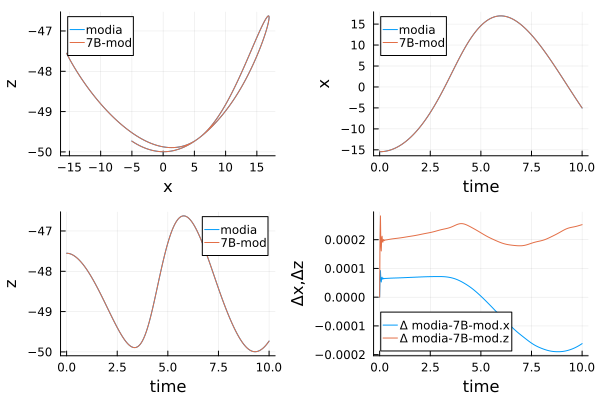 −47
−48
−49
−50
z
modia
7B-mod
−15
−10
−5
0
5
10
15
x
15
10
5
0
−5
−10
−15
x
modia
7B-mod
0.0
2.5
5.0
7.5
10.0
time
−47
−48
−49
−50
z
modia
7B-mod
0.0
2.5
5.0
7.5
10.0
time
0.0002
0.0001
0.0000
−0.0001
−0.0002
Δx,Δz
Δ modia-7B-mod.x
Δ modia-7B-mod.z
0.0
2.5
5.0
7.5
10.0
time